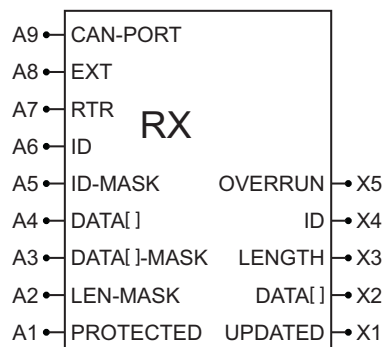 A9 CAN-PORT
A8 EXT
A7 RTR
RX
A6 ID
A5 ID-MASK OVERRUN X5
A4 DATA[ ] ID X4
A3 DATA[ ]-MASK LENGTH X3
A2 LEN-MASK DATA[ ] X2
A1 PROTECTED UPDATED X1